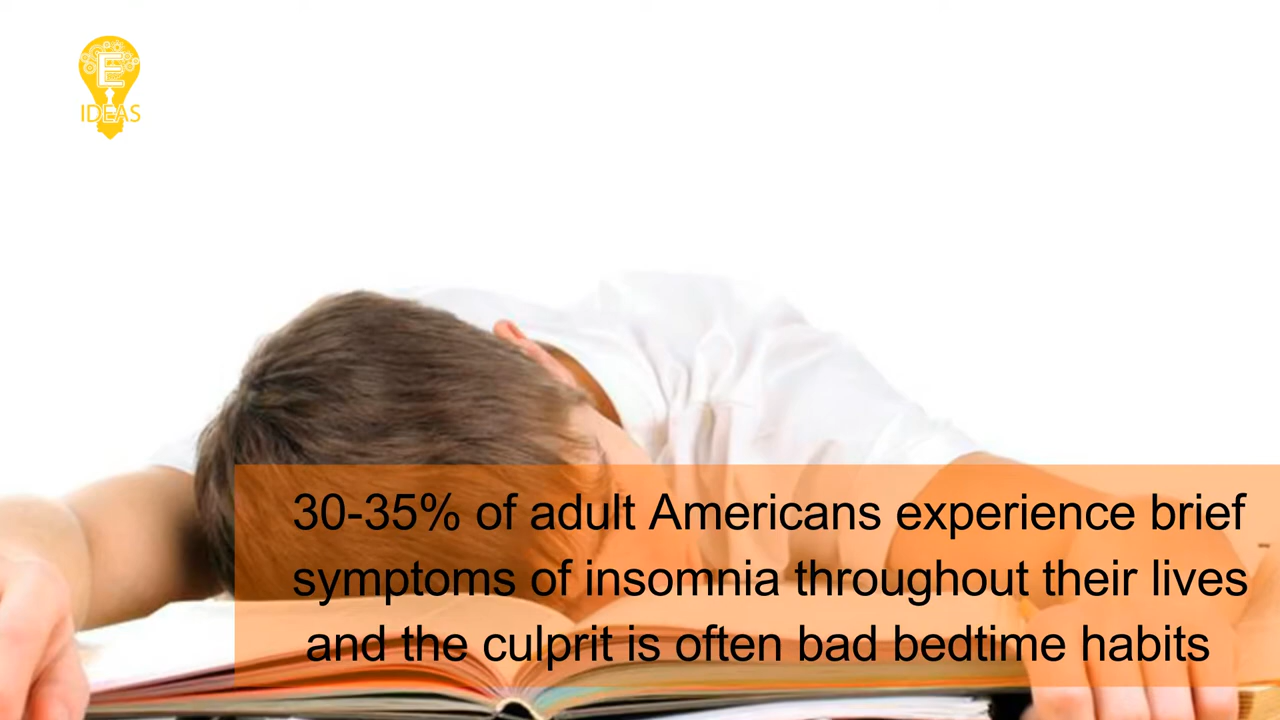 E
IDEAS
30-35% of adult Americans experience brief
symptoms of insomnia throughout their lives
and the culprit is often bad bedtime habits